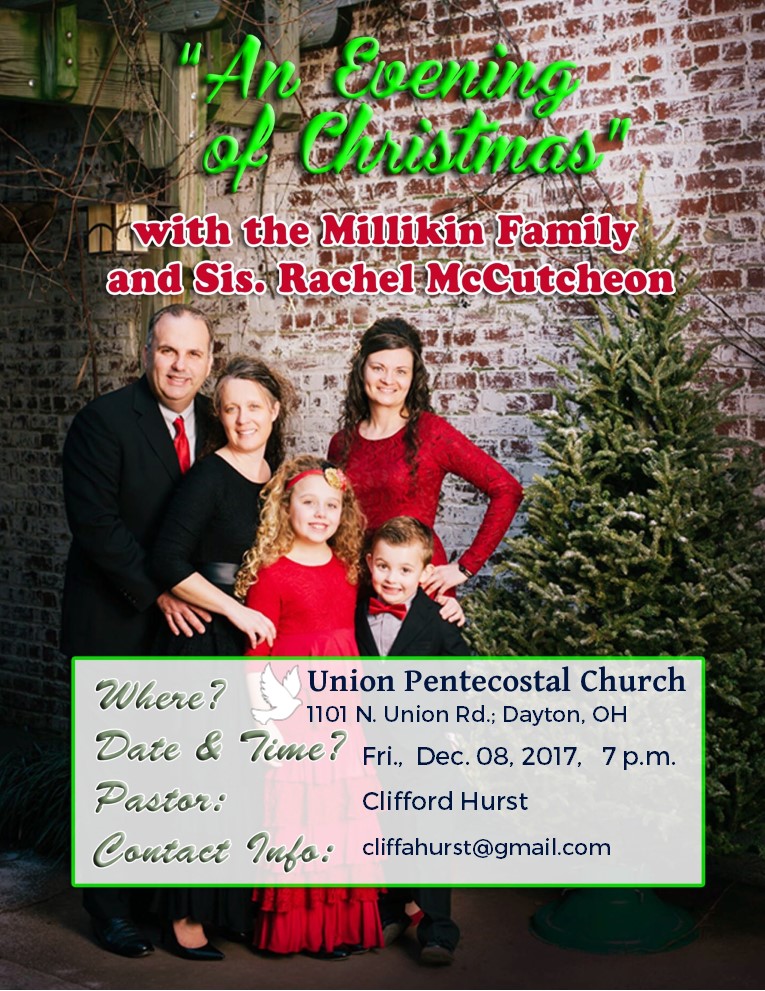 "An Evening
of Christmas"
with the Millikin Family
and Sis. Rachel McCutcheon
Where? Union Pentecostal Church
1101 N. Union Rd.; Dayton, OH
Date & Time? Fri., Dec. 08, 2017, 7 p.m.
Pastor: Clifford Hurst
Contact Info: cliffahurst@gmail.com